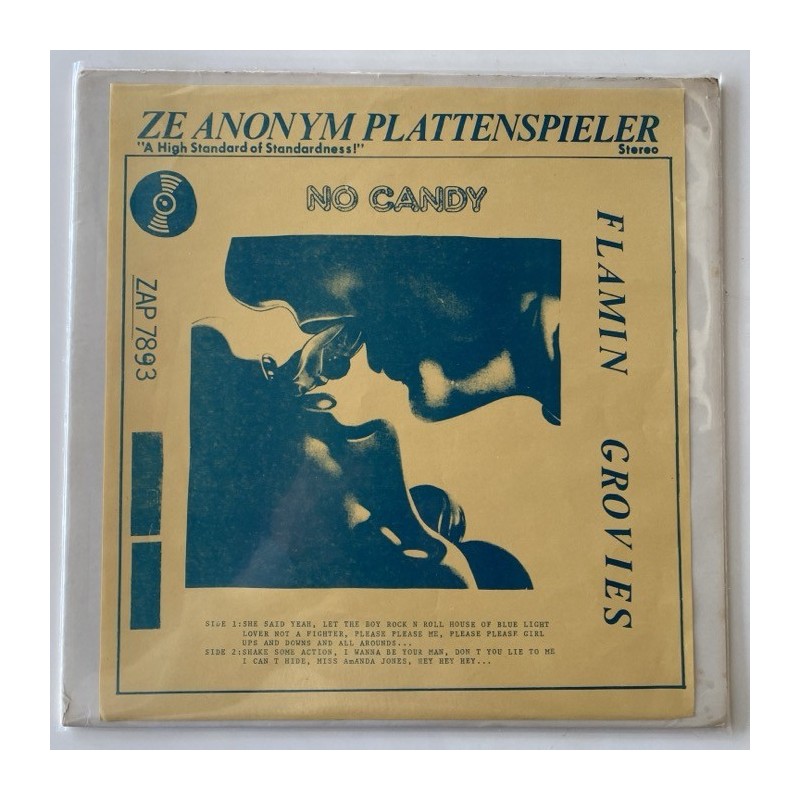 ZE ANONYM PLATTENSPIELER
"A High Standard of Standardness!" Stereo
NO CANDY
FLAMIN GROVIES
ZAP 7893
SIDE 1:SHE SAID YEAH, LET THE BOY ROCK N ROLL HOUSE OF BLUE LIGHT
LOVER NOT A FIGHTER, PLEASE PLEASE ME, PLEASE PLEASE GIRL
UPS AND DOWNS AND ALL AROUNDS...
SIDE 2:SHAKE SOME ACTION, I WANNA BE YOUR MAN, DON T YOU LIE TO ME
I CAN T HIDE, MISS AMANDA JONES, HEY HEY HEY...